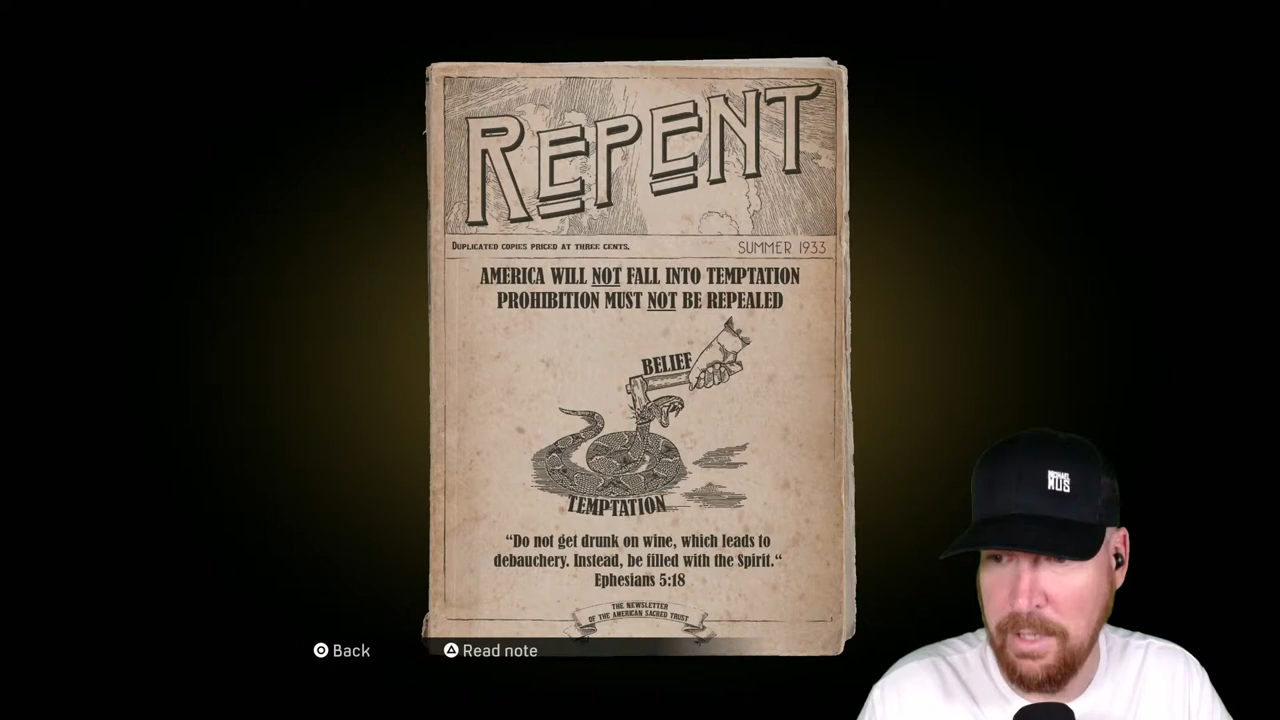 REPENT
DUPLICATED COPIES PRICED AT THREE CENTS.
SUMMER 1933
AMERICA WILL NOT FALL INTO TEMPTATION
PROHIBITION MUST NOT BE REPEALED
BELIEF
TEMPTATION
“Do not get drunk on wine, which leads to
debauchery. Instead, be filled with the Spirit.“
Ephesians 5:18
THE NEWSLETTER
OF THE AMERICAN SACRED TRUST
Back
Read note